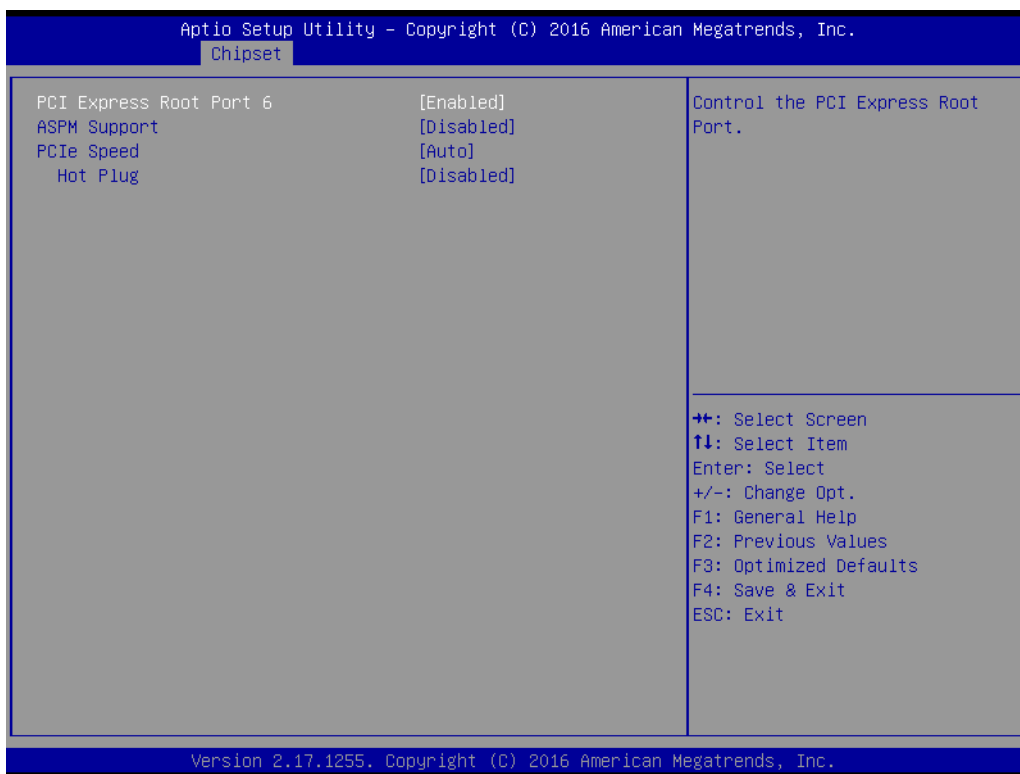 Aptio Setup Utility – Copyright (C) 2016 American Megatrends, Inc.
Chipset
PCI Express Root Port 6 [Enabled]
ASPM Support [Disabled]
PCIe Speed [Auto]
Hot Plug [Disabled]
Control the PCI Express Root
Port.
→←: Select Screen
↑↓: Select Item
Enter: Select
+/-: Change Opt.
F1: General Help
F2: Previous Values
F3: Optimized Defaults
F4: Save & Exit
ESC: Exit
Version 2.17.1255. Copyright (C) 2016 American Megatrends, Inc.